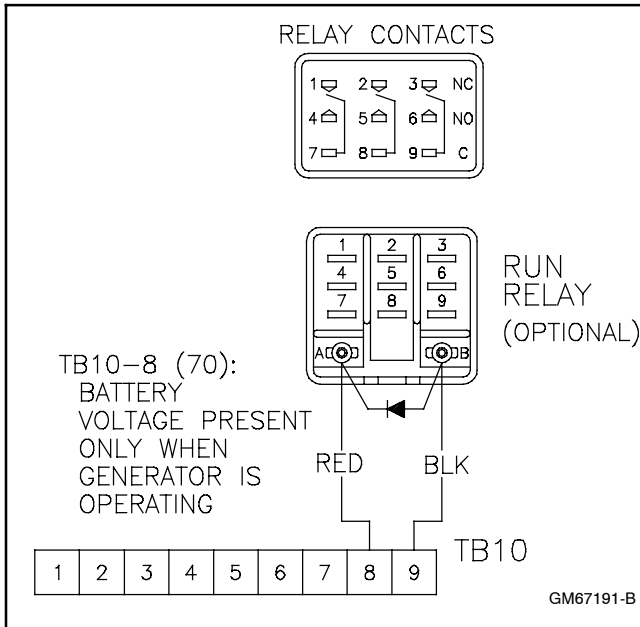 RELAY CONTACTS
1 2 3 NC
4 5 6 NO
7 8 9 C
1 2 3
4 5 6
7 8 9
A B
RUN
RELAY
(OPTIONAL)
TB10-8 (70):
BATTERY
VOLTAGE PRESENT
ONLY WHEN
GENERATOR IS
OPERATING
RED BLK
TB10
1 2 3 4 5 6 7 8 9
GM67191-B